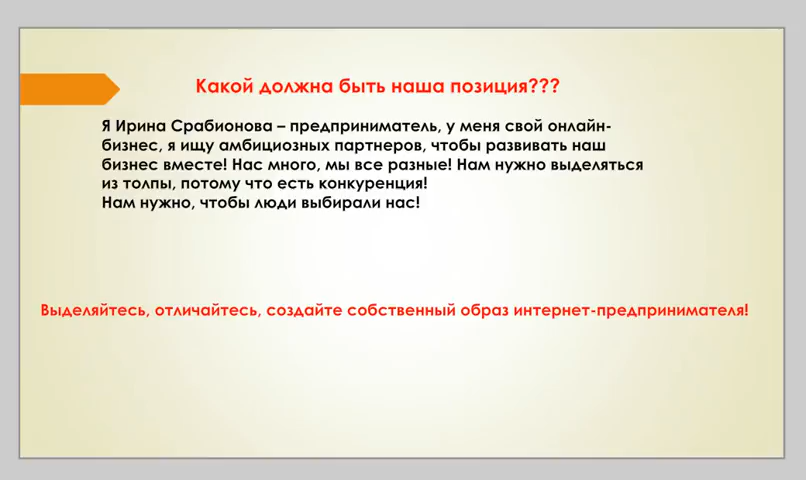 Какой должна быть наша позиция???
Я Ирина Срабионова – предприниматель, у меня свой онлайн-
бизнес, я ищу амбициозных партнеров, чтобы развивать наш
бизнес вместе! Нас много, мы все разные! Нам нужно выделяться
из толпы, потому что есть конкуренция!
Нам нужно, чтобы люди выбирали нас!
Выделяйтесь, отличайтесь, создайте собственный образ интернет-предпринимателя!